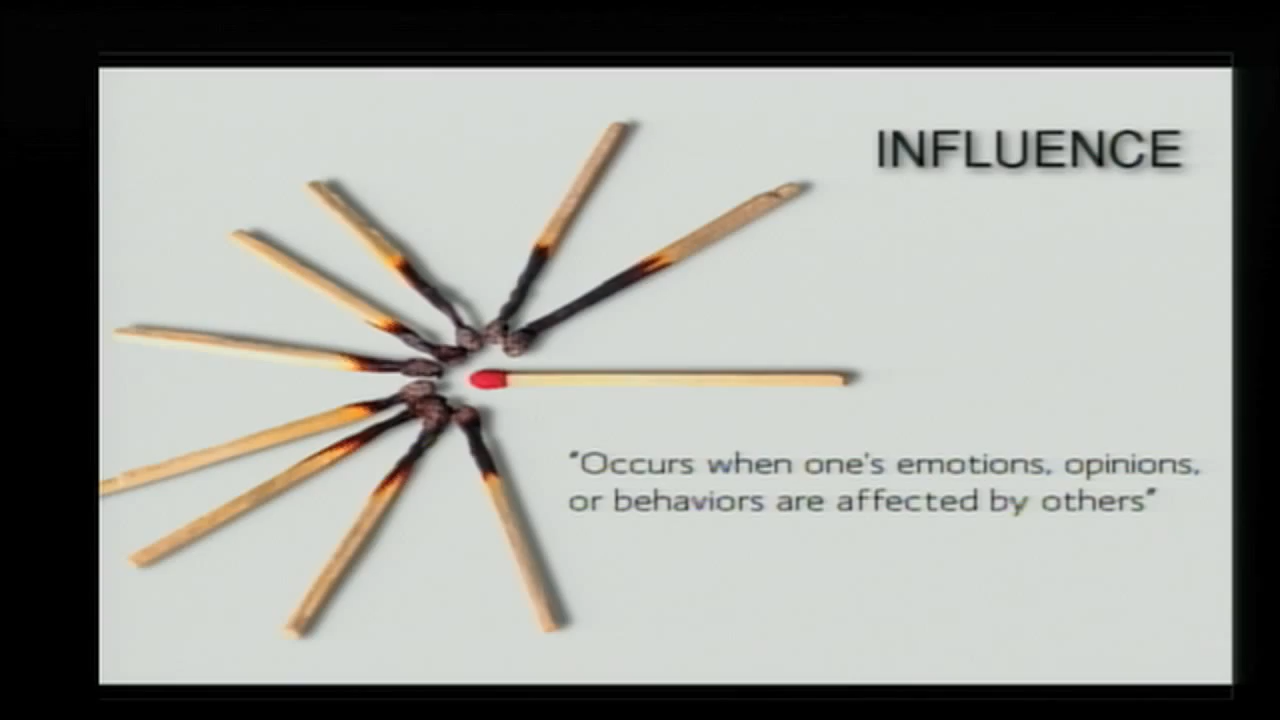 INFLUENCE
"Occurs when one's emotions, opinions,
or behaviors are affected by others"